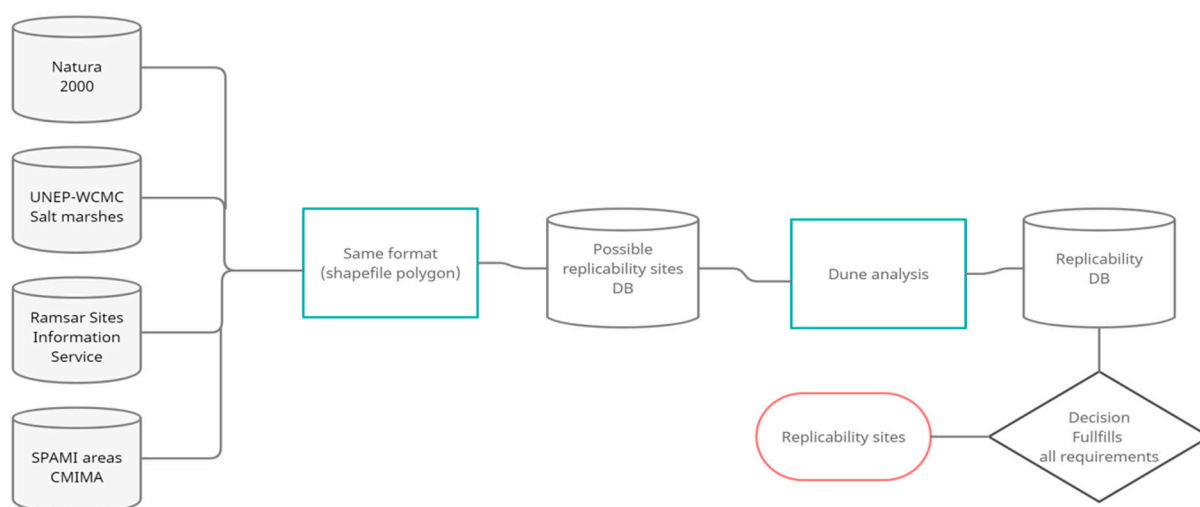 Natura
2000
UNEP-WCMC
Salt marshes
Ramsar Sites
Information
Service
SPAMI areas
CMIMA
Same format
(shapefile polygon)
Possible
replicability sites
DB
Dune analysis
Replicability
DB
Decision
Fullfills
all requirements
Replicability sites